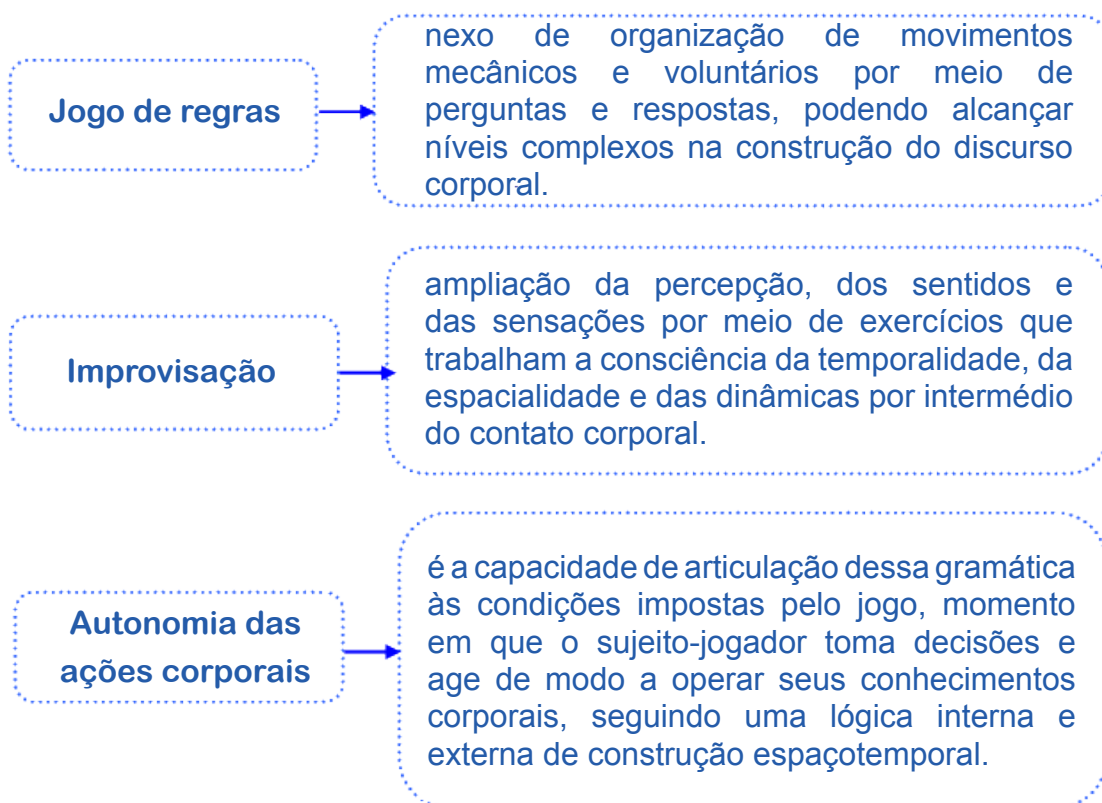 Jogo de regras
nexo de organização de movimentos
mecânicos e voluntários por meio de
perguntas e respostas, podendo alcançar
níveis complexos na construção do discurso
corporal.
Improvisação
ampliação da percepção, dos sentidos e
das sensações por meio de exercícios que
trabalham a consciência da temporalidade, da
espacialidade e das dinâmicas por intermédio
do contato corporal.
Autonomia das
ações corporais
é a capacidade de articulação dessa gramática
às condições impostas pelo jogo, momento
em que o sujeito-jogador toma decisões e
age de modo a operar seus conhecimentos
corporais, seguindo uma lógica interna e
externa de construção espaçotemporal.